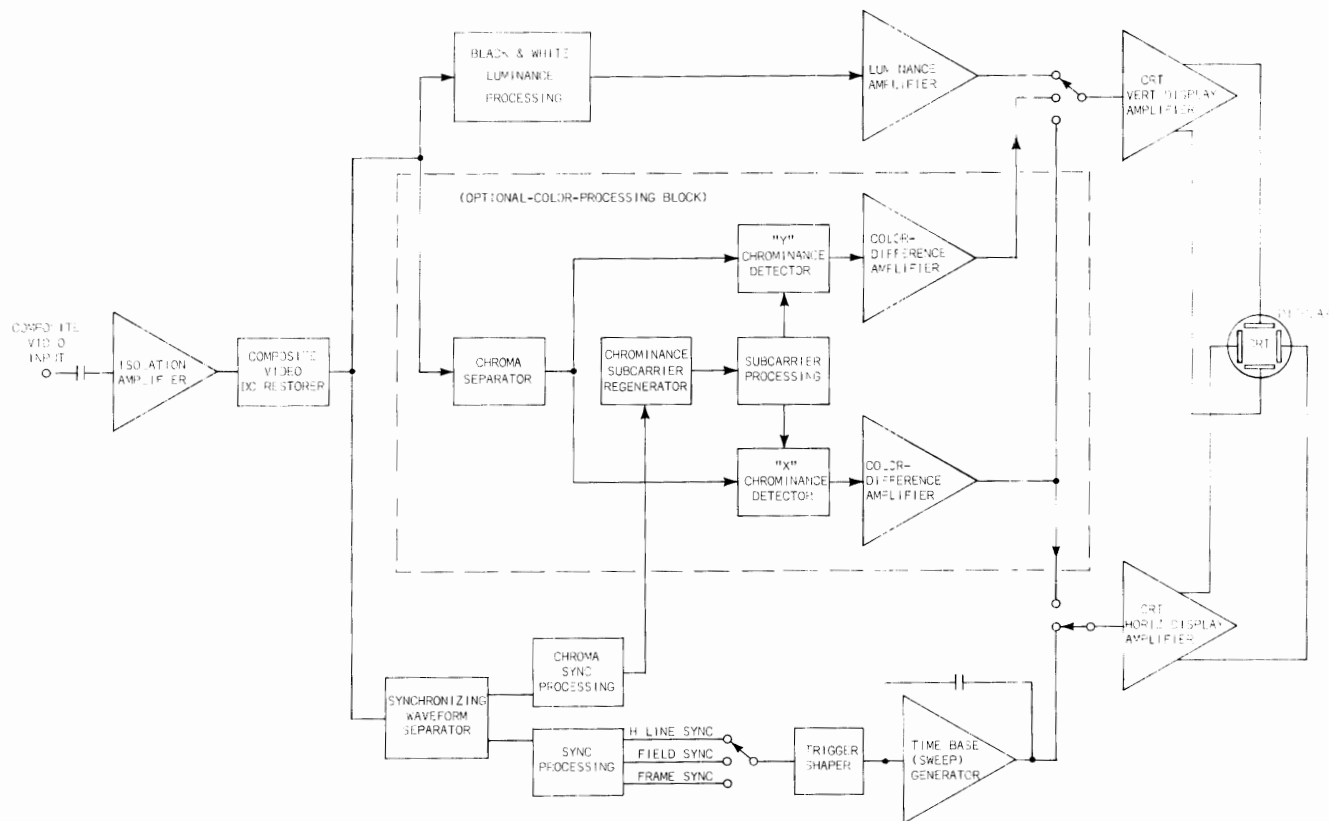 BLACK & WHITE
LUMINANCE
PROCESSING
LUMINANCE
AMPLIFIER
CRT
VERT DISPLAY
AMPLIFIER
(OPTIONAL-COLOR-PROCESSING BLOCK)
"Y"
CHROMINANCE
DETECTOR
COLOR-
DIFFERENCE
AMPLIFIER
COMPOSITE
VIDEO
INPUT
ISOLATION
AMPLIFIER
COMPOSITE
VIDEO
DC RESTORER
CHROMA
SEPARATOR
CHROMINANCE
SUBCARRIER
REGENERATOR
SUBCARRIER
PROCESSING
DISPLAY
CRT
"X"
CHROMINANCE
DETECTOR
COLOR-
DIFFERENCE
AMPLIFIER
CRT
HORIZ DISPLAY
AMPLIFIER
CHROMA
SYNC
PROCESSING
SYNCHRONIZING
WAVEFORM
SEPARATOR
SYNC
PROCESSING
H LINE SYNC
FIELD SYNC
FRAME SYNC
TRIGGER
SHAPER
TIME BASE
(SWEEP)
GENERATOR